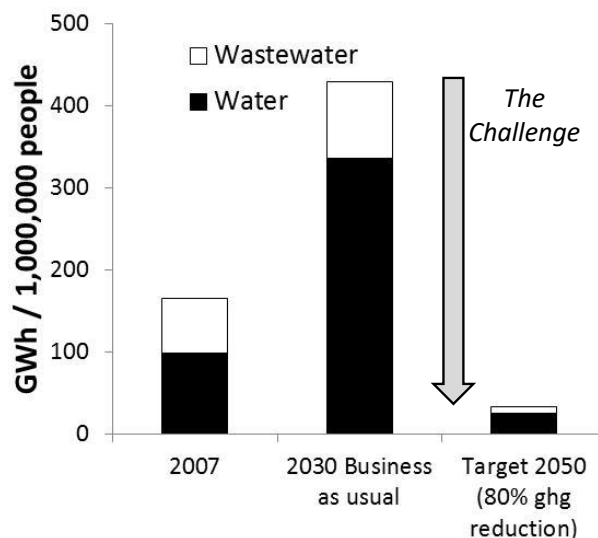 500
400
300
200
100
0
GWh / 1,000,000 people
Wastewater
Water
The
Challenge
2007
2030 Business
as usual
Target 2050
(80% ghg
reduction)